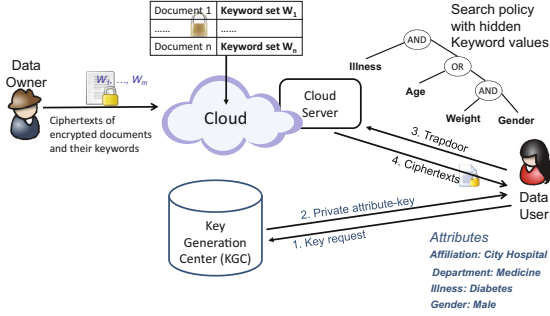 Document 1 Keyword set W1
...... ......
Document n Keyword set Wn
Search policy
with hidden
Keyword values
AND
Illness
OR
Age
AND
Weight Gender
Data
Owner
W1, ..., Wm
Ciphertexts of
encrypted documents
and their keywords
Cloud
Cloud
Server
3. Trapdoor
4. Ciphertexts
Data
User
Key
Generation
Center (KGC)
2. Private attribute-key
1. Key request
Attributes
Affiliation: City Hospital
Department: Medicine
Illness: Diabetes
Gender: Male